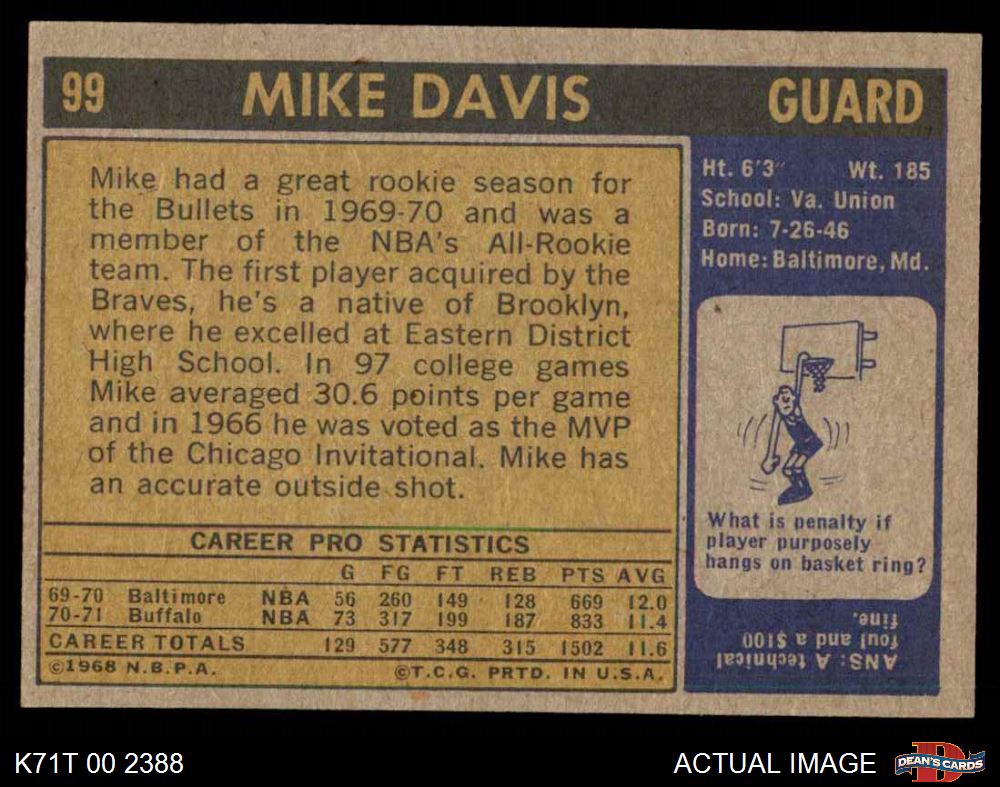 99 MIKE DAVIS GUARD
Mike had a great rookie season for
the Bullets in 1969-70 and was a
member of the NBA's All-Rookie
team. The first player acquired by the
Braves, he's a native of Brooklyn,
where he excelled at Eastern District
High School. In 97 college games
Mike averaged 30.6 points per game
and in 1966 he was voted as the MVP
of the Chicago Invitational. Mike has
an accurate outside shot.
Ht. 6'3" Wt. 185
School: Va. Union
Born: 7-26-46
Home: Baltimore, Md.
What is penalty if
player purposely
hangs on basket ring?
ANS: A technical
foul and a $100
fine.
CAREER PRO STATISTICS
G FG FT REB PTS AVG
69-70 Baltimore NBA 56 260 149 128 669 12.0
70-71 Buffalo NBA 73 317 199 187 833 11.4
CAREER TOTALS 129 577 348 315 1502 11.6
©1968 N.B.P.A. ©T.C.G. PRTD. IN U.S.A.
K71T 00 2388 ACTUAL IMAGE DEAN'S CARDS